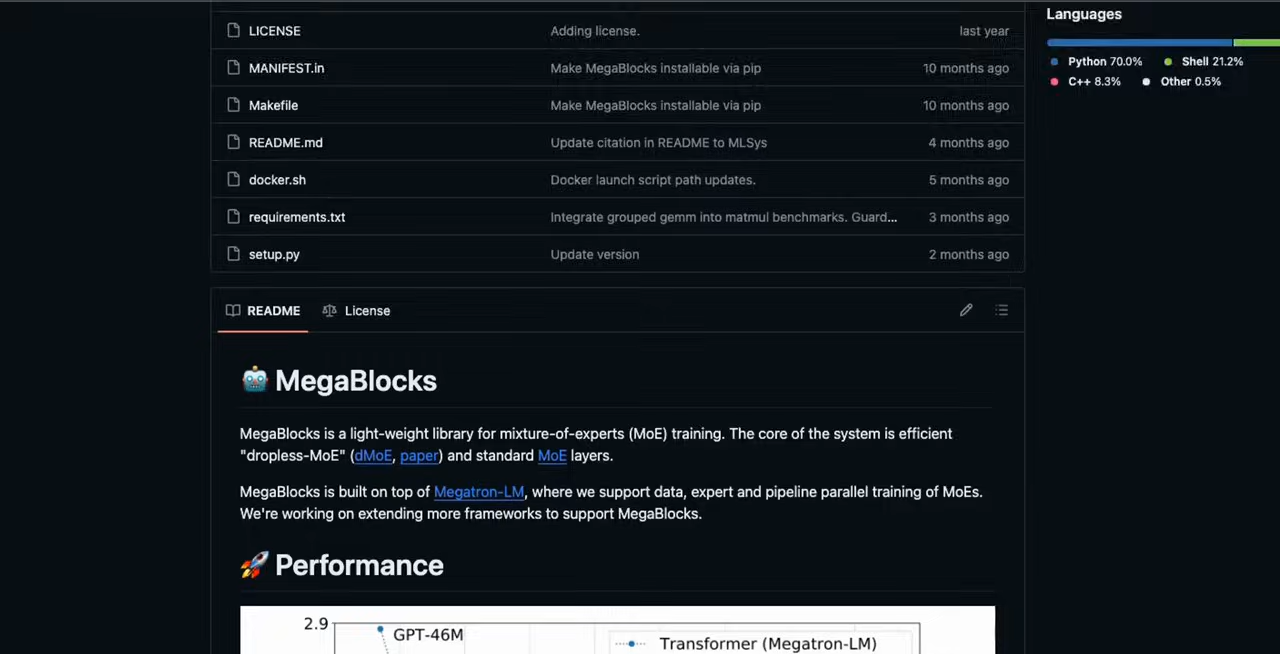 LICENSE Adding license. last year
MANIFEST.in Make MegaBlocks installable via pip 10 months ago
Makefile Make MegaBlocks installable via pip 10 months ago
README.md Update citation in README to MLSys 4 months ago
docker.sh Docker launch script path updates. 5 months ago
requirements.txt Integrate grouped gemm into matmul benchmarks. Guard... 3 months ago
setup.py Update version 2 months ago
Languages
Python 70.0% Shell 21.2%
C++ 8.3% Other 0.5%
README License
MegaBlocks
MegaBlocks is a light-weight library for mixture-of-experts (MoE) training. The core of the system is efficient
"dropless-MoE" (dMoE, paper) and standard MoE layers.
MegaBlocks is built on top of Megatron-LM, where we support data, expert and pipeline parallel training of MoEs.
We're working on extending more frameworks to support MegaBlocks.
Performance
2.9 GPT-46M Transformer (Megatron-LM)